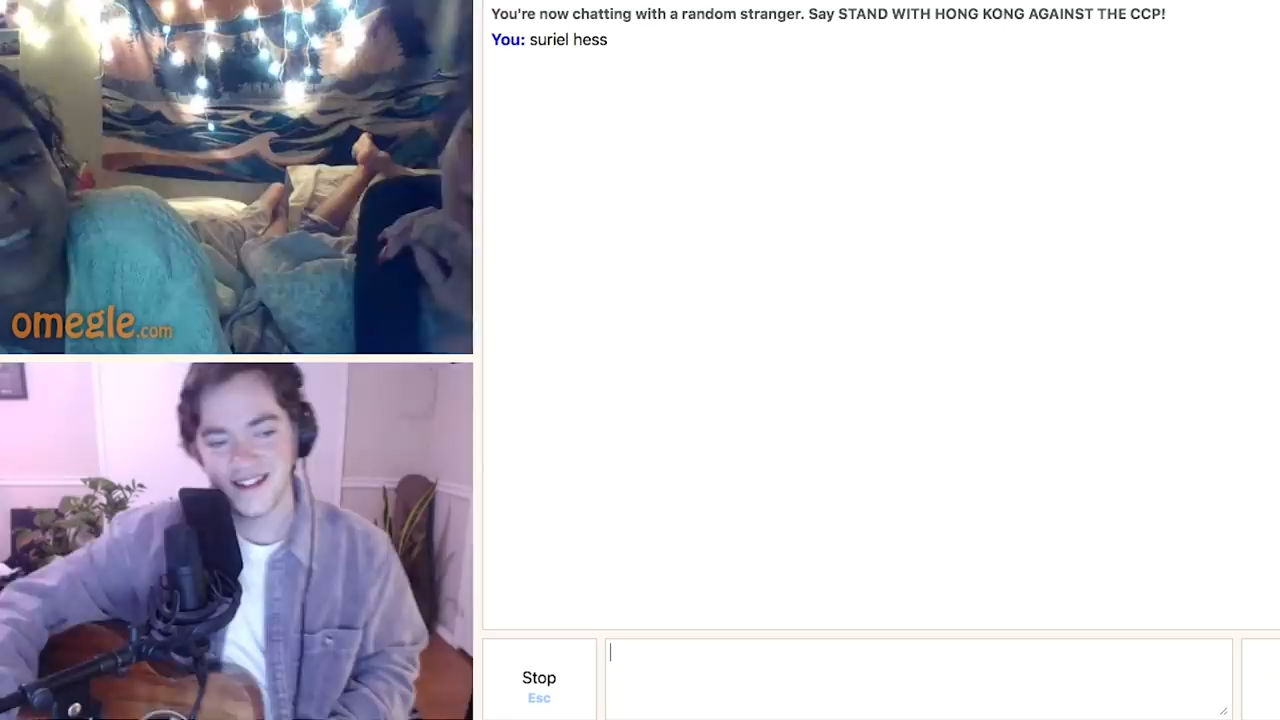 You're now chatting with a random stranger. Say STAND WITH HONG KONG AGAINST THE CCP!
You: suriel hess
omegle.com
Stop
Esc